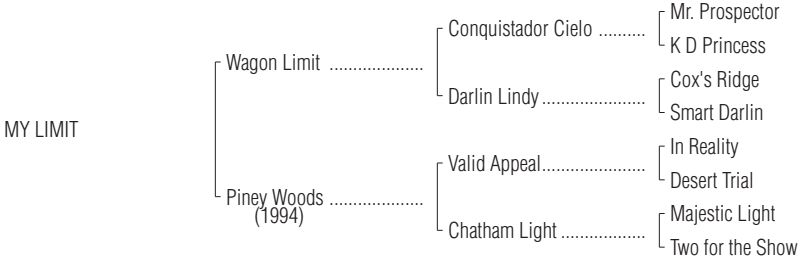 Mr. Prospector
Conquistador Cielo ..........
K D Princess
Wagon Limit ....................
Cox's Ridge
Darlin Lindy......................
Smart Darlin
MY LIMIT
In Reality
Valid Appeal......................
Desert Trial
Piney Woods ....................
(1994)
Majestic Light
Chatham Light ..................
Two for the Show